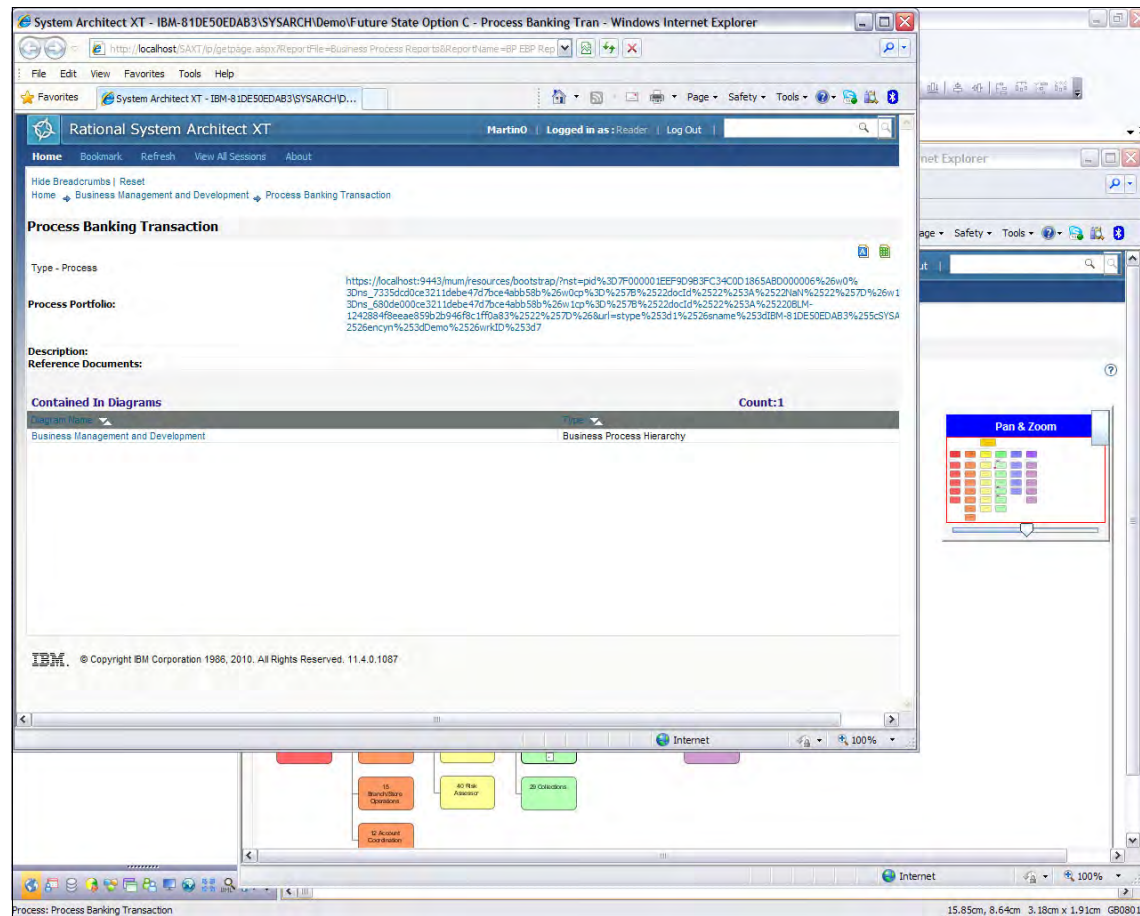 System Architect XT - IBM-81DE50EDAB3\SYSARCH\Demo\Future State Option C - Process Banking Tran - Windows Internet Explorer
http://localhost/SAXT/ip/getpage.aspx?ReportFile=Business Process Reports&ReportName=BP EBP Rep
File Edit View Favorites Tools Help
Favorites System Architect XT - IBM-81DE50EDAB3\SYSARCH\D...
Page Safety Tools
Rational System Architect XT
MartinO | Logged in as : Reader | Log Out |
Home Bookmark Refresh View All Sessions About
net Explorer
Hide Breadcrumbs | Reset
Home Business Management and Development Process Banking Transaction
Process Banking Transaction
age Safety Tools
ut |
Type - Process
Process Portfolio:
https://localhost:9443/mum/resources/bootstrap/?nst=pid%3D7F000001EEF9D9B3FC34C0D1865ABD000006%26w0%
3Dns_7335dcd0ce3211debe47d7bce4abb58b%26w0cp%3D%257B%2522docId%2522%253A%2522NaN%2522%257D%26w1
3Dns_680de000ce3211debe47d7bce4abb58b%26w1cp%3D%257B%2522docId%2522%253A%25220BLM-
1242884f8eeae859b2b946f8c1ff0a83%2522%257D%26&url=stype%253d1%2526sname%253dIBM-81DE50EDAB3%255cSYSA
2526encyn%253dDemo%2526wrkID%253d7
Description:
Reference Documents:
Contained In Diagrams Count:1
Diagram Name Type
Business Management and Development Business Process Hierarchy
Pan & Zoom
IBM. © Copyright IBM Corporation 1986, 2010. All Rights Reserved. 11.4.0.1087
Internet 100%
15 Branch/Store Operations
40 Risk Assessor
29 Collections
12 Account Coordination
Internet 100%
Process: Process Banking Transaction
15.85cm, 8.64cm 3.18cm x 1.91cm GB0801